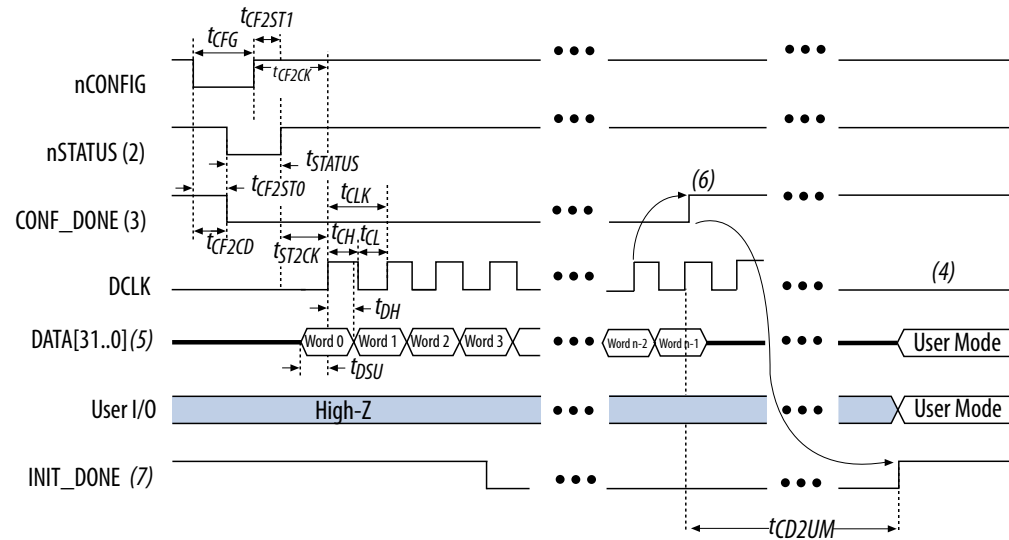 tCF2ST1
tCFG
tCF2CK
nCONFIG
nSTATUS (2)
tSTATUS
tCF2ST0
tCLK
(6)
CONF_DONE (3)
tCF2CD
tST2CK
tCH
tCL
DCLK
(4)
tDH
DATA[31..0](5)
Word 0
Word 1
Word 2
Word 3
Word n-2
Word n-1
User Mode
tDSU
User I/O
High-Z
User Mode
INIT_DONE (7)
tCD2UM